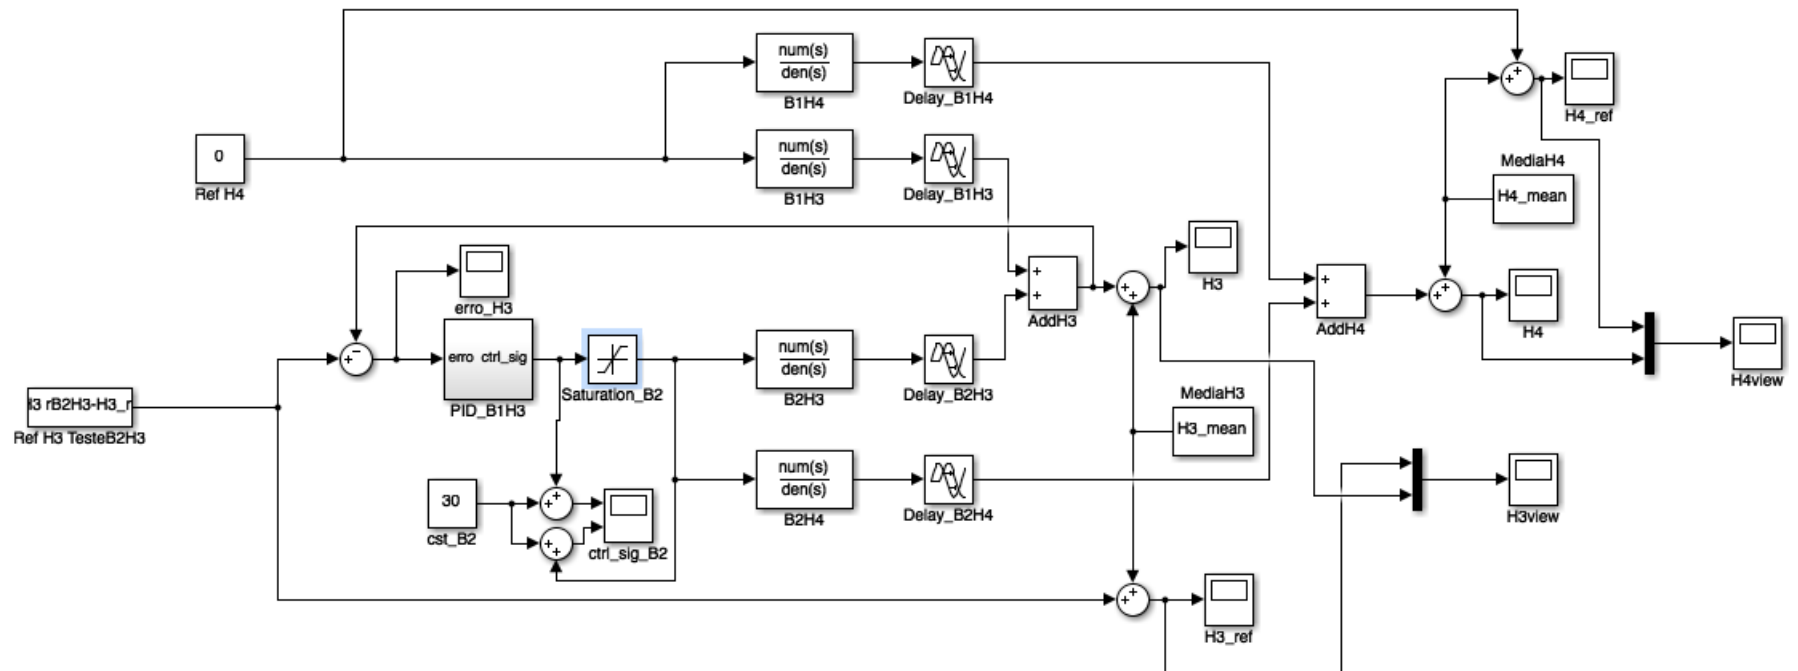 num(s)
den(s)
B1H4
Delay_B1H4
+
+
H4_ref
0
Ref H4
num(s)
den(s)
B1H3
Delay_B1H3
MediaH4
H4_mean
erro_H3
+
+
AddH3
+
+
H3
+
+
AddH4
+
+
H4
H4view
+
−
erro ctrl_sig
PID_B1H3
Saturation_B2
num(s)
den(s)
B2H3
Delay_B2H3
MediaH3
H3_mean
rB2H3-H3_r
Ref H3 TesteB2H3
num(s)
den(s)
B2H4
Delay_B2H4
30
cst_B2
+
+
+
+
ctrl_sig_B2
H3view
+
+
H3_ref